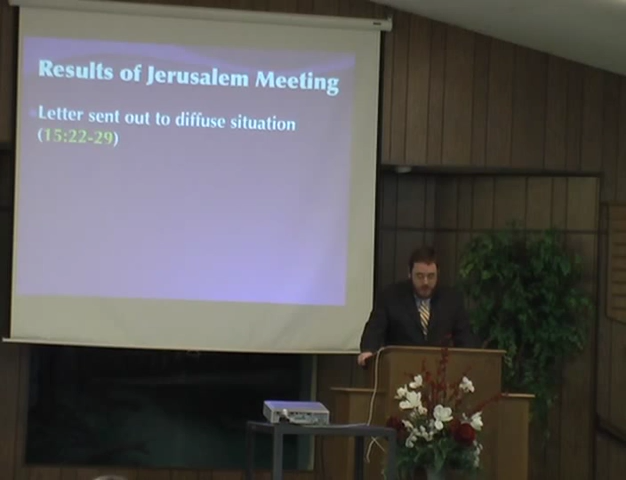 Results of Jerusalem Meeting
Letter sent out to diffuse situation
(15:22-29)